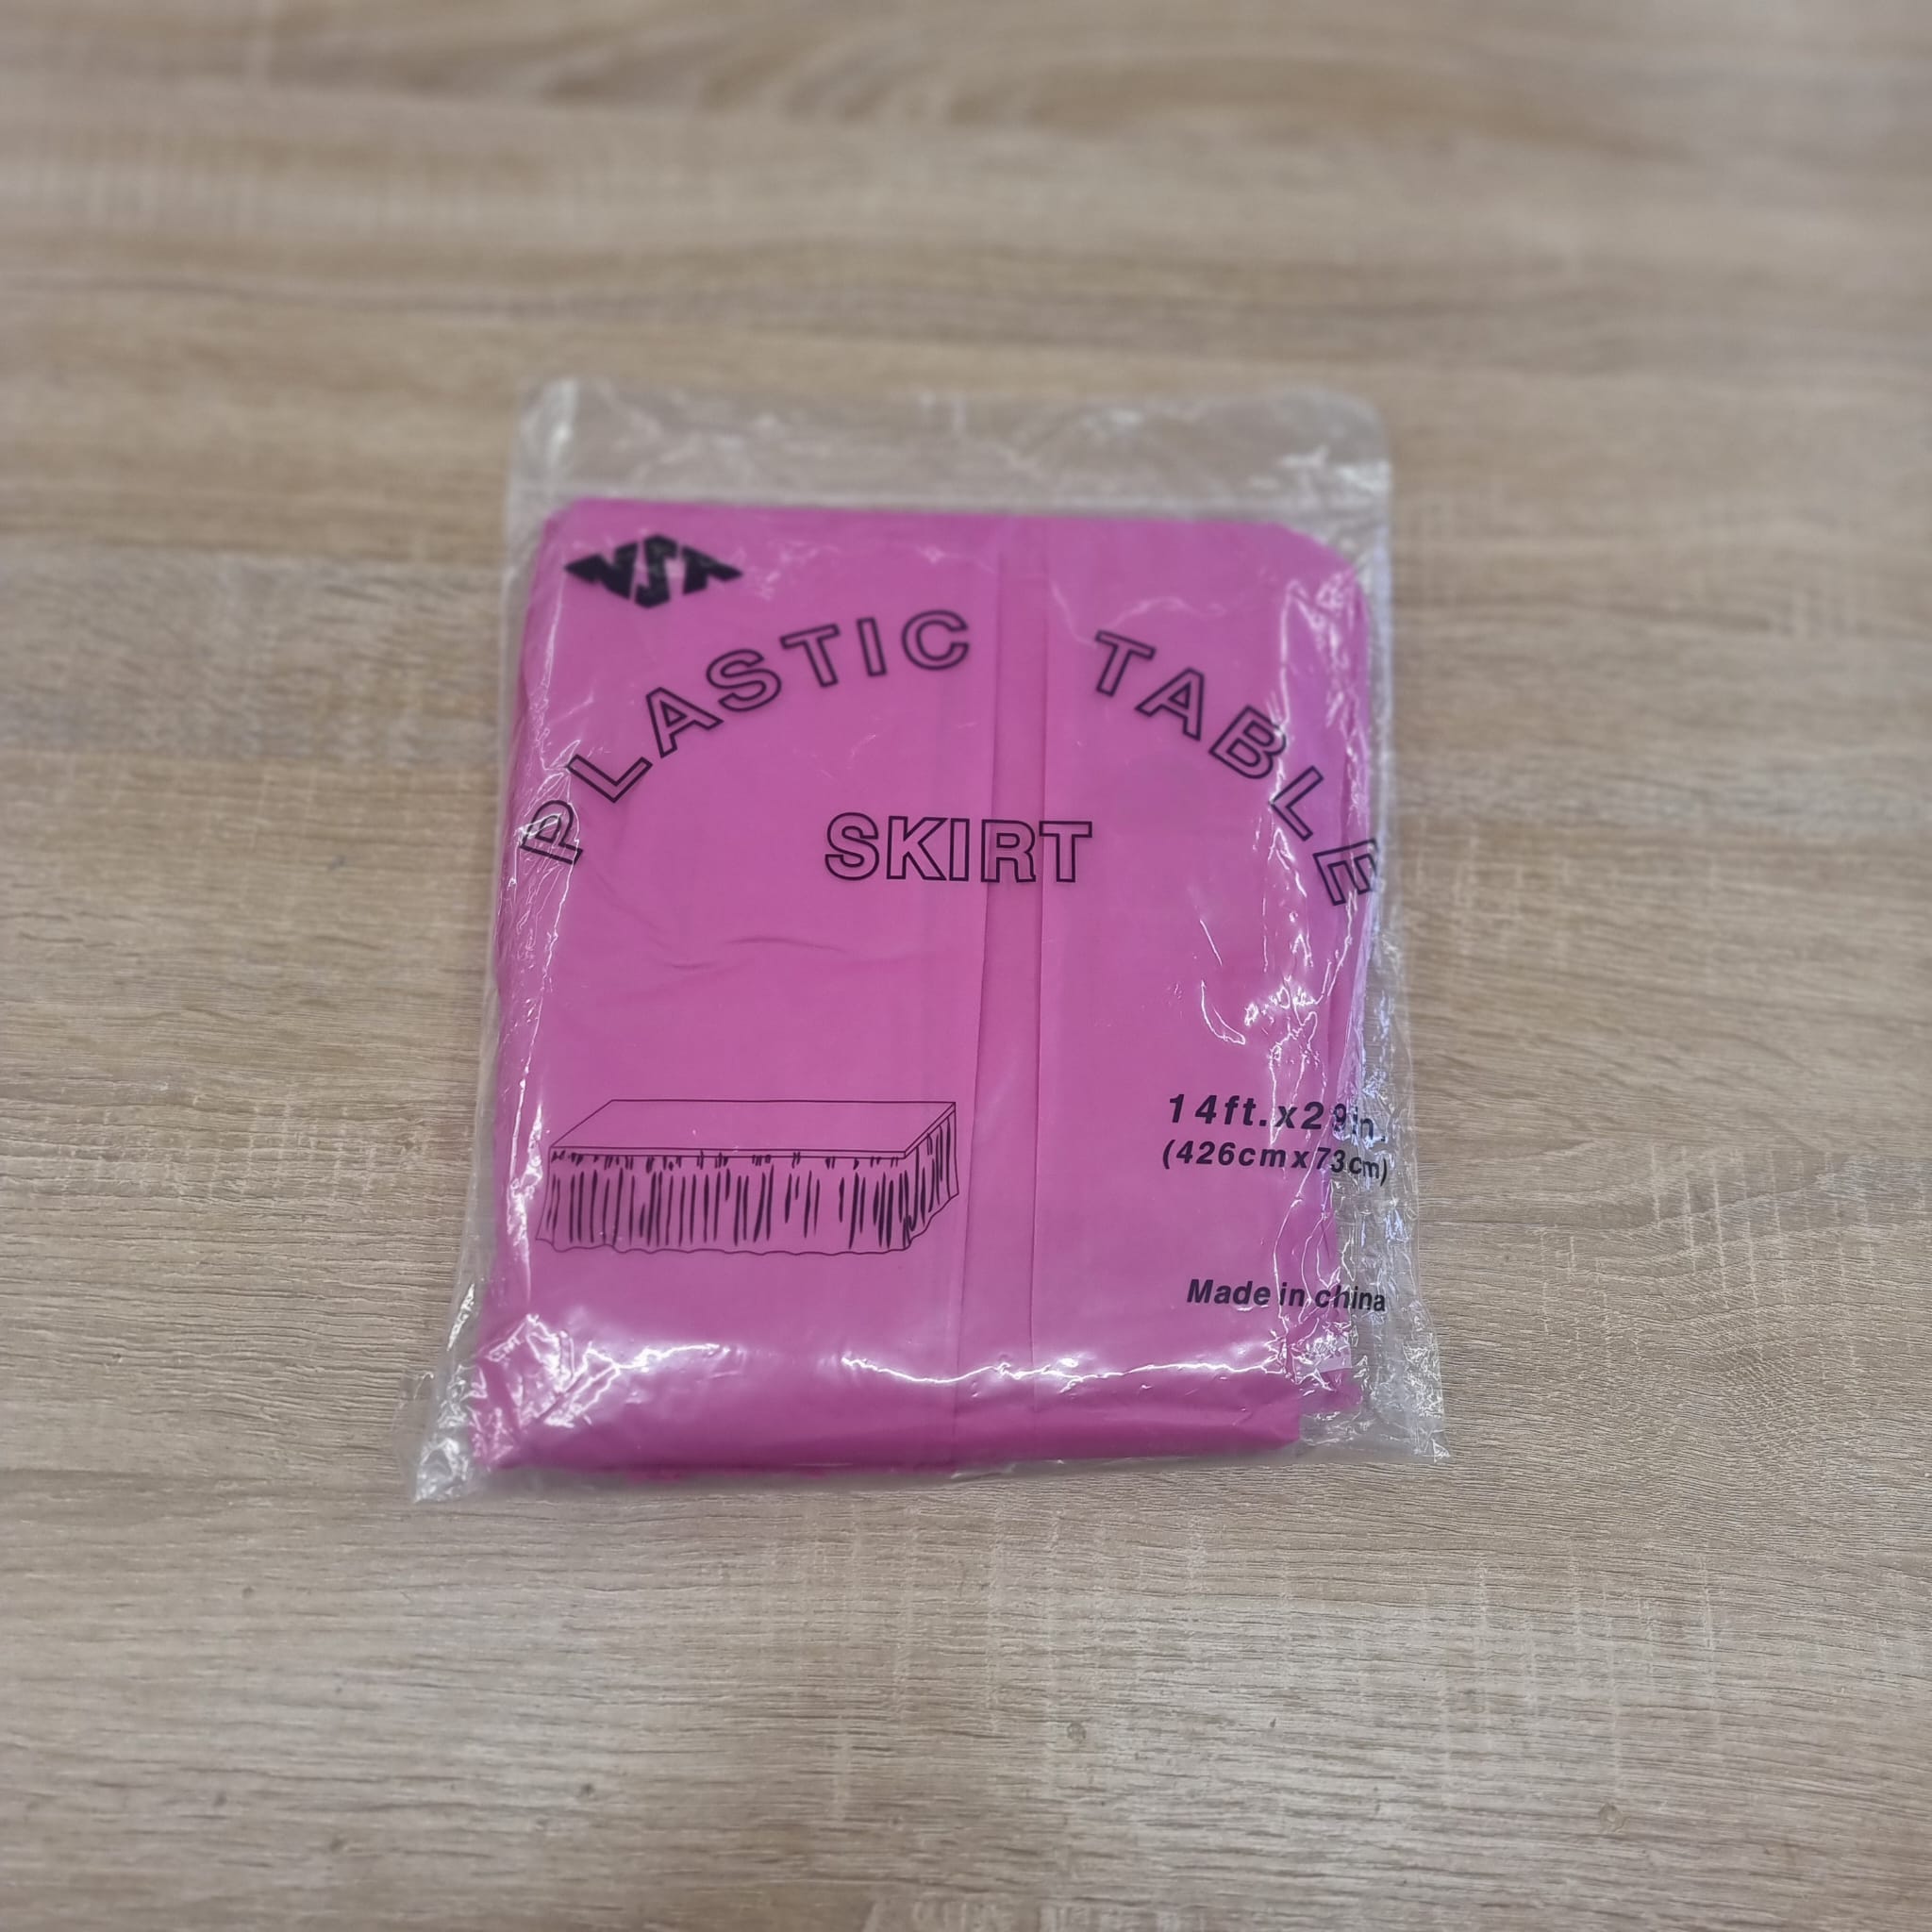 PLASTIC TABLE
SKIRT
14ft.x29in.
(426cmx73cm)
Made in china